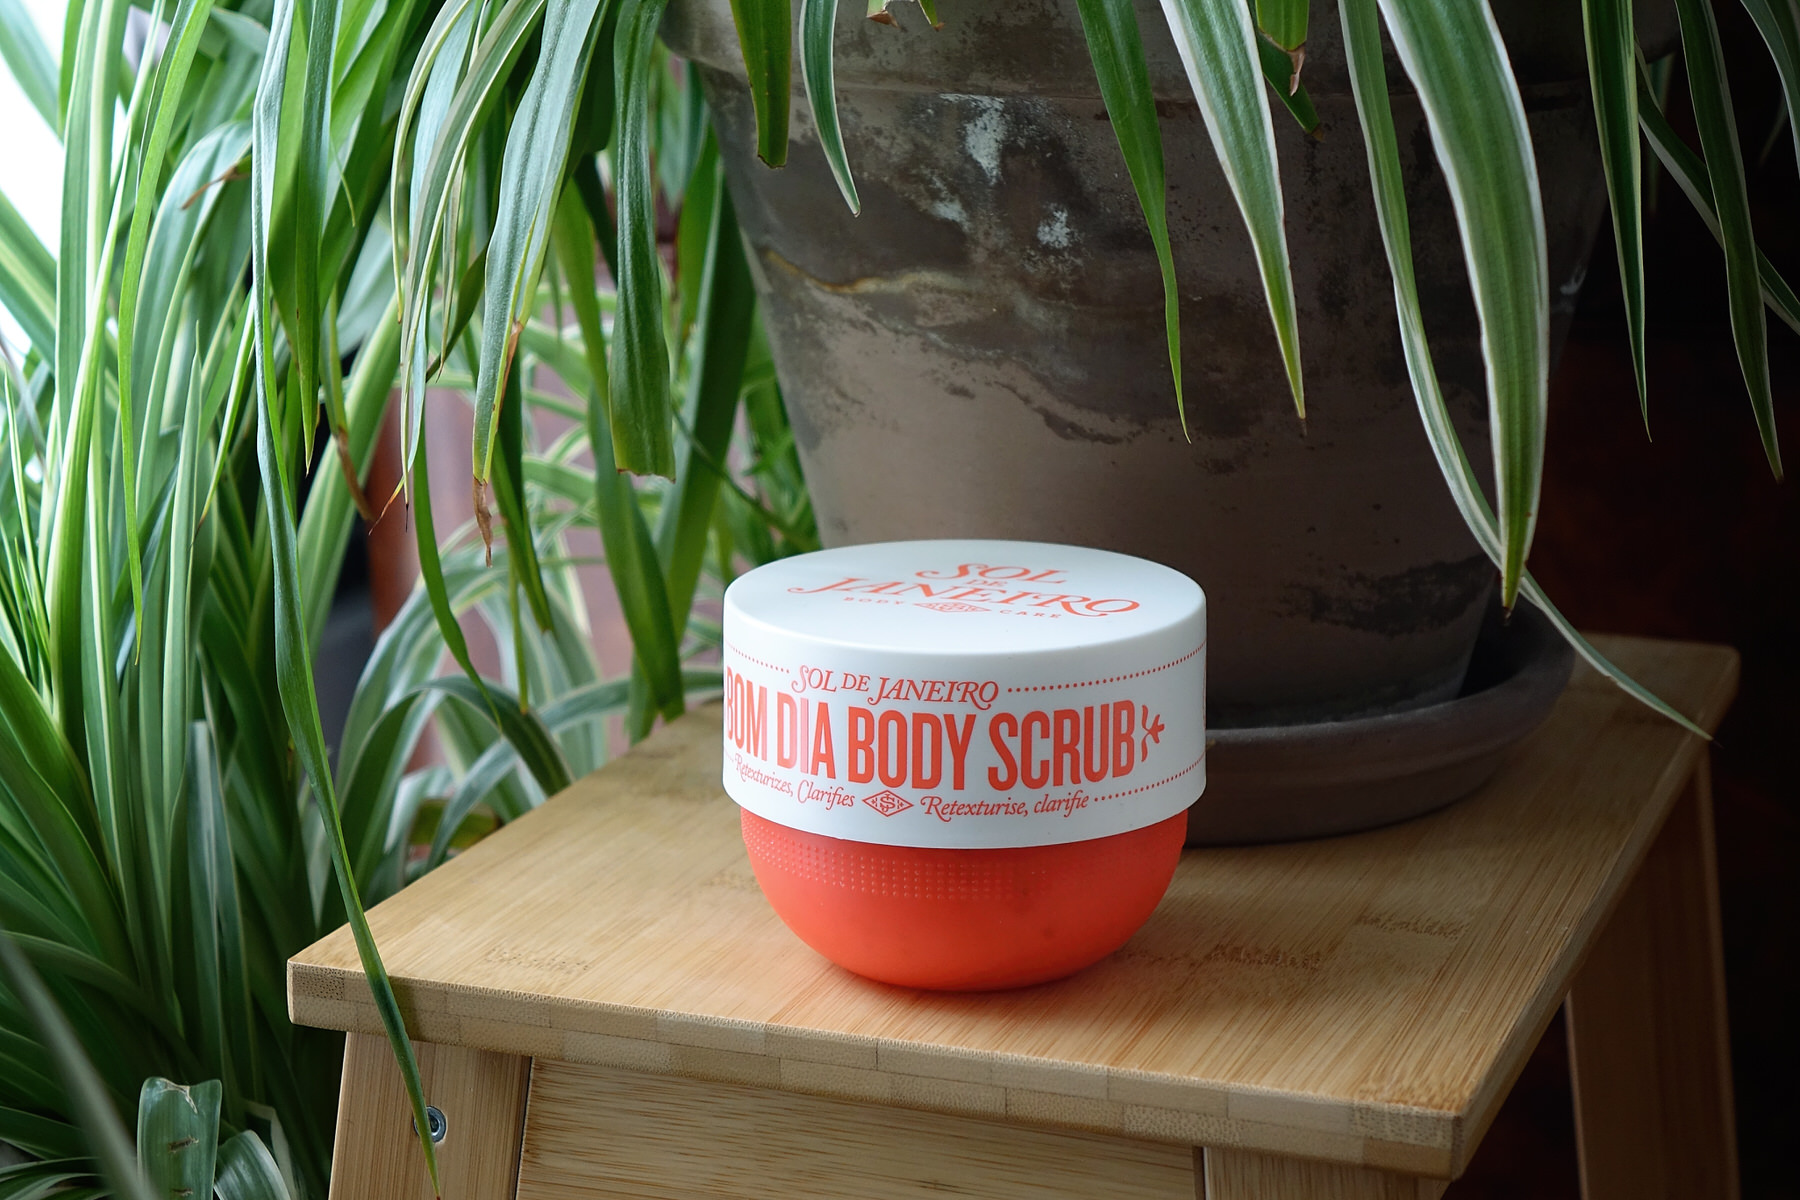 SOL
DE
JANEIRO
BODY CARE
SOL DE JANEIRO
BOM DIA BODY SCRUB
Retexturizes, Clarifies Retexturise, clarifie